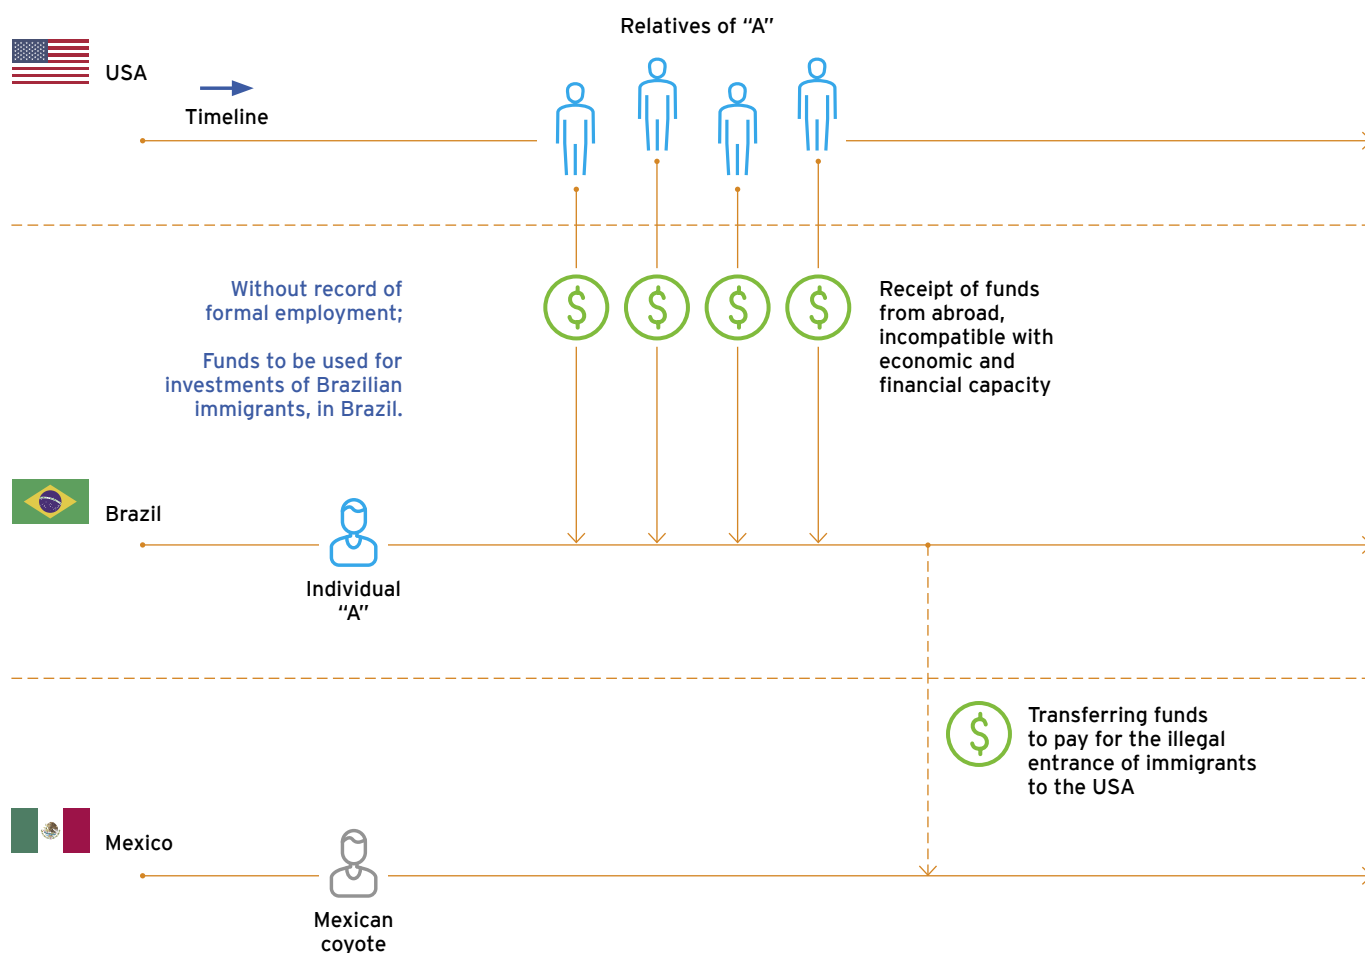 Relatives of “A”
USA
Timeline
$
$
$
$
Without record of
formal employment;
Funds to be used for
investments of Brazilian
immigrants, in Brazil.
Receipt of funds
from abroad,
incompatible with
economic and
financial capacity
Brazil
Individual
“A”
$
Transferring funds
to pay for the illegal
entrance of immigrants
to the USA
Mexico
Mexican
coyote